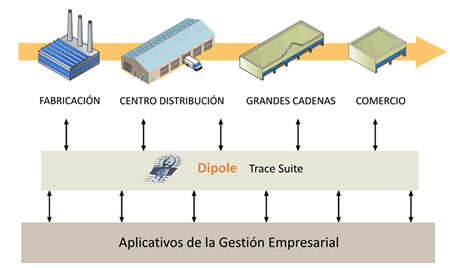 FABRICACIÓN CENTRO DISTRIBUCIÓN GRANDES CADENAS COMERCIO
Dipole Trace Suite
Aplicativos de la Gestión Empresarial